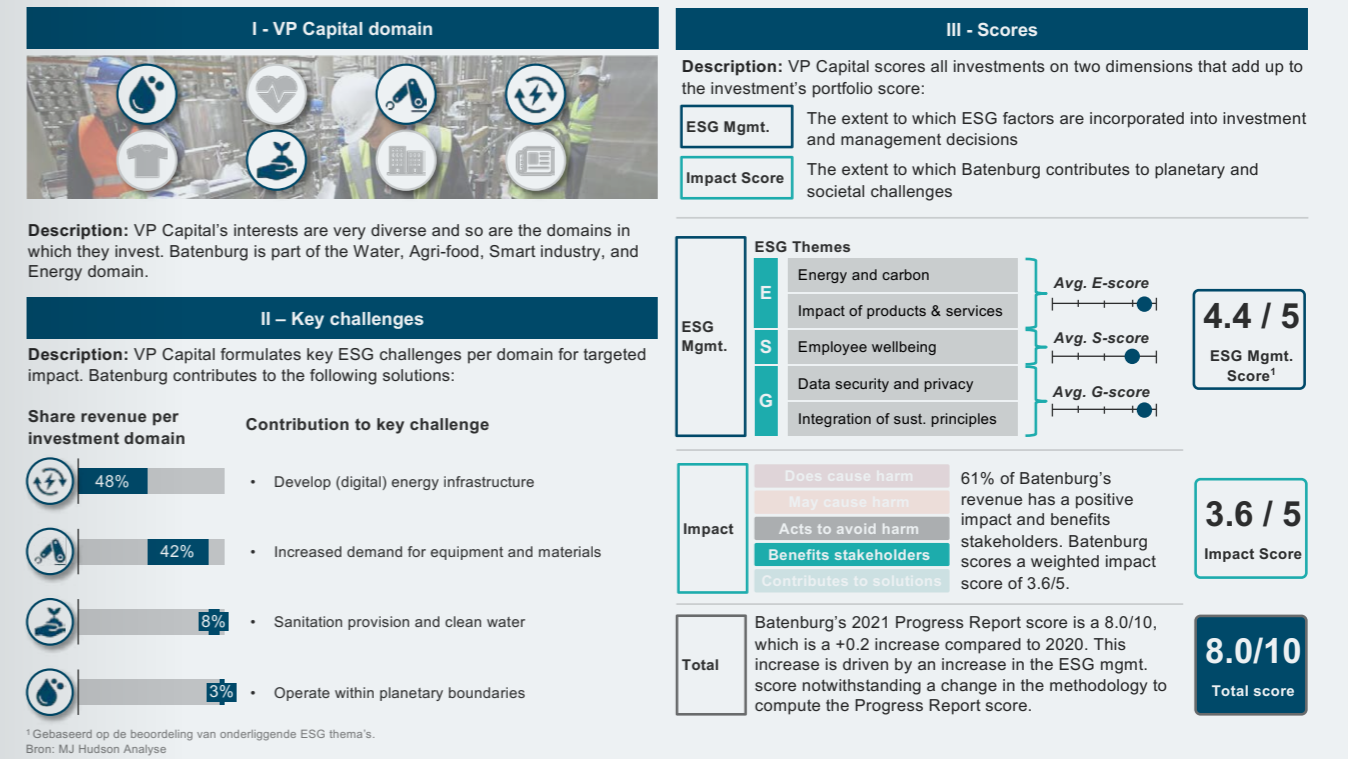 I - VP Capital domain
Description: VP Capital's interests are very diverse and so are the domains in
which they invest. Batenburg is part of the Water, Agri-food, Smart industry, and
Energy domain.
II – Key challenges
Description: VP Capital formulates key ESG challenges per domain for targeted
impact. Batenburg contributes to the following solutions:
Share revenue per
investment domain
Contribution to key challenge
48%
• Develop (digital) energy infrastructure
42%
• Increased demand for equipment and materials
8%
• Sanitation provision and clean water
3%
• Operate within planetary boundaries
1 Gebaseerd op de beoordeling van onderliggende ESG thema's.
Bron: MJ Hudson Analyse
III - Scores
Description: VP Capital scores all investments on two dimensions that add up to
the investment's portfolio score:
ESG Mgmt.
The extent to which ESG factors are incorporated into investment
and management decisions
Impact Score
The extent to which Batenburg contributes to planetary and
societal challenges
ESG
Mgmt.
ESG Themes
E
Energy and carbon
Impact of products & services
S
Employee wellbeing
G
Data security and privacy
Integration of sust. principles
Avg. E-score
Avg. S-score
Avg. G-score
4.4 / 5
ESG Mgmt.
Score1
Impact
Does cause harm
May cause harm
Acts to avoid harm
Benefits stakeholders
Contributes to solutions
61% of Batenburg's
revenue has a positive
impact and benefits
stakeholders. Batenburg
scores a weighted impact
score of 3.6/5.
3.6 / 5
Impact Score
Total
Batenburg's 2021 Progress Report score is a 8.0/10,
which is a +0.2 increase compared to 2020. This
increase is driven by an increase in the ESG mgmt.
score notwithstanding a change in the methodology to
compute the Progress Report score.
8.0/10
Total score